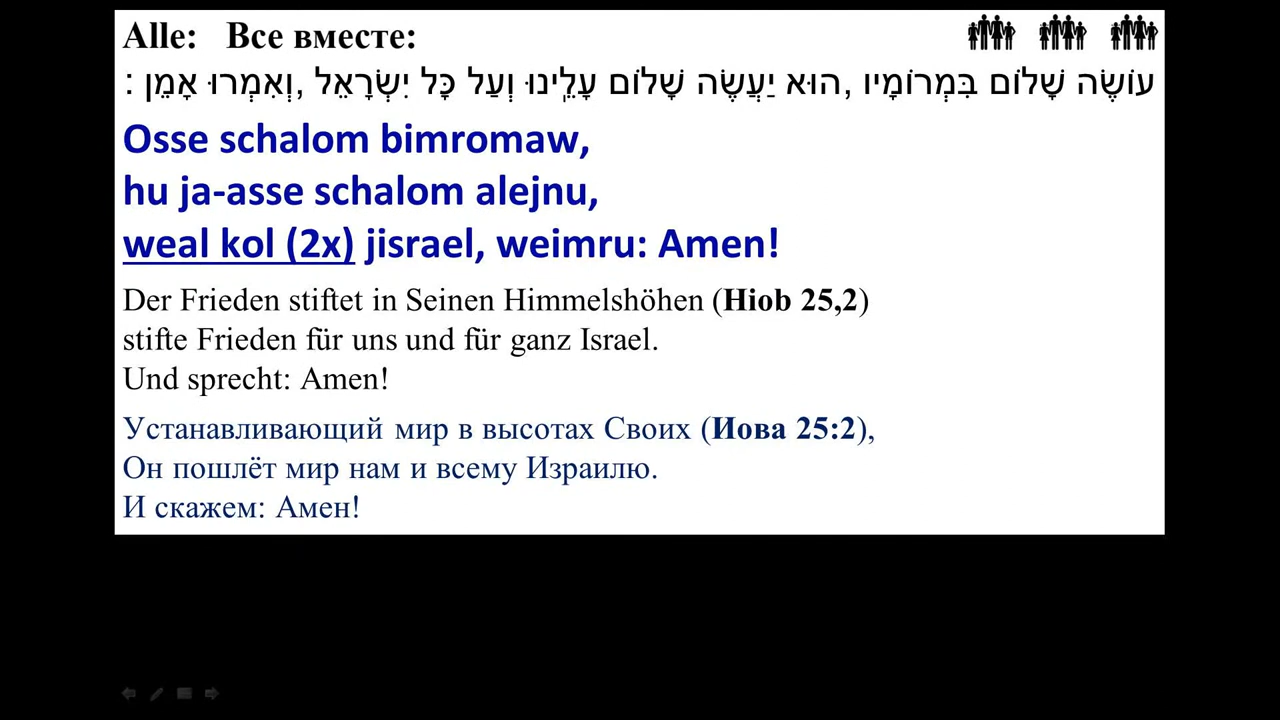 Alle: Все вместе:
עוֹשֶׂה שָׁלוֹם בִּמְרוֹמָיו ,הוּא יַעֲשֶׂה שָׁלוֹם עָלֵֽינוּ וְעַל כָּל יִשְׂרָאֵל ,וְאִמְרוּ אָמֵן :
Osse schalom bimromaw,
hu ja-asse schalom alejnu,
weal kol (2x) jisrael, weimru: Amen!
Der Frieden stiftet in Seinen Himmelshöhen (Hiob 25,2)
stifte Frieden für uns und für ganz Israel.
Und sprecht: Amen!
Устанавливающий мир в высотах Своих (Иова 25:2),
Он пошлёт мир нам и всему Израилю.
И скажем: Амен!